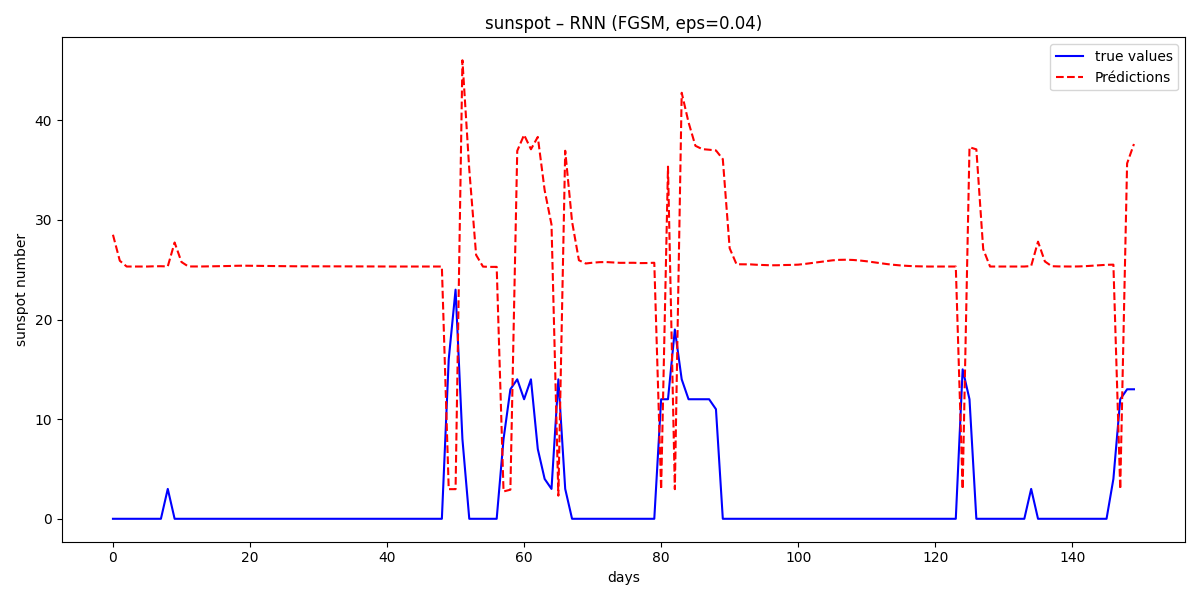 sunspot – RNN (FGSM, eps=0.04)
true values
Prédictions
sunspot number
40
30
20
10
0
0 20 40 60 80 100 120 140
days